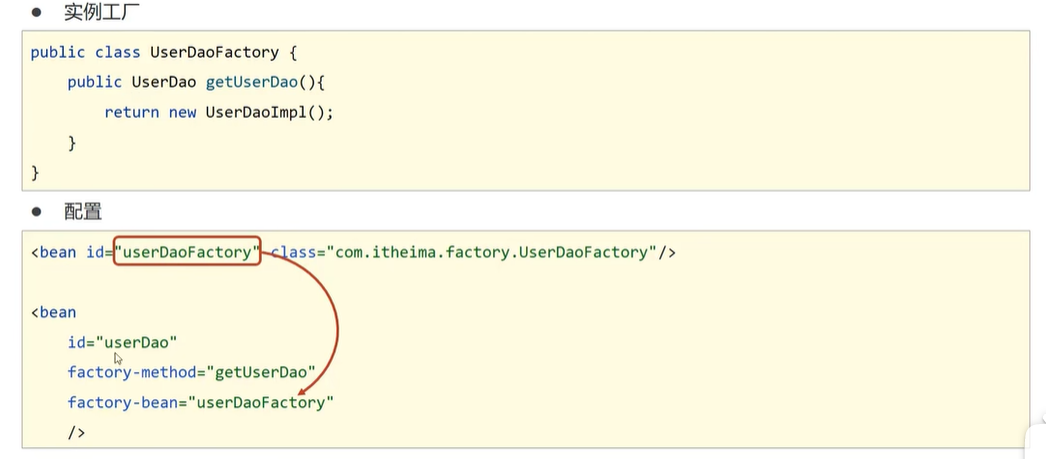 ● 实例工厂
public class UserDaoFactory {
    public UserDao getUserDao(){
        return new UserDaoImpl();
    }
}
● 配置
<bean id="userDaoFactory" class="com.itheima.factory.UserDaoFactory"/>
<bean
    id="userDao"
    factory-method="getUserDao"
    factory-bean="userDaoFactory"
    />